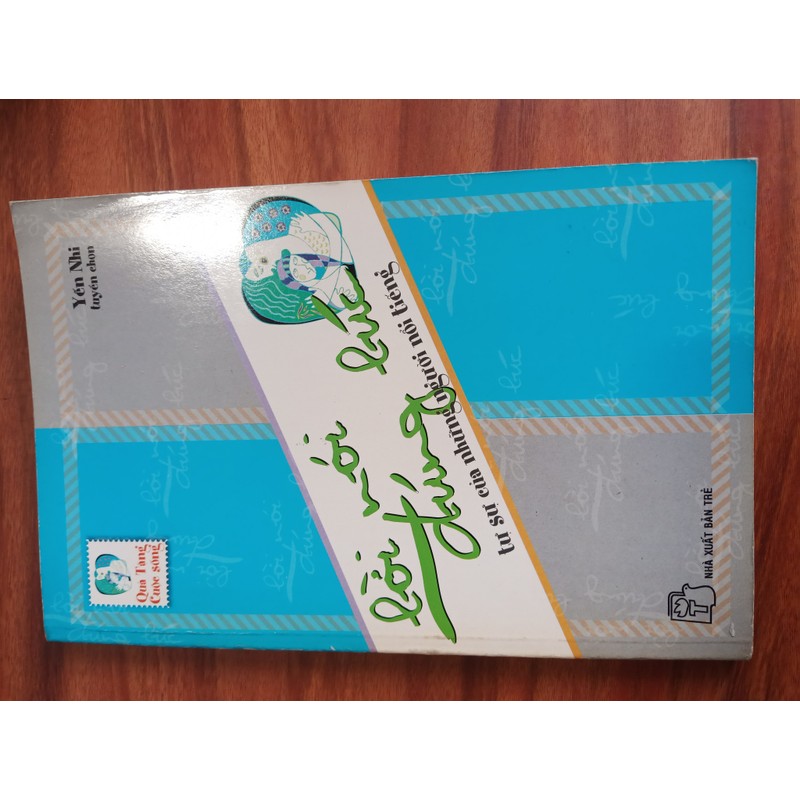 Yến Nhi
tuyển chọn
Quà Tặng
Cuộc sống
lời nói
đúng lúc
tự sự của những người nổi tiếng
NHÀ XUẤT BẢN TRẺ